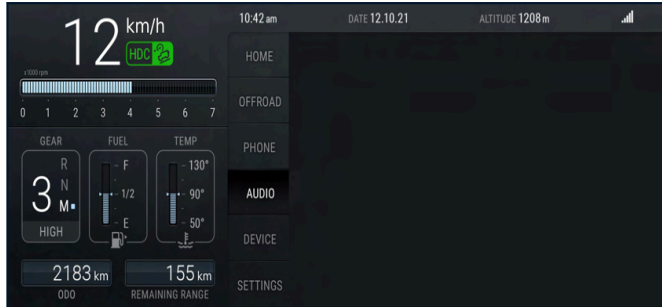 12 km/h
HDC
x1000 rpm
0 1 2 3 4 5 6 7
GEAR FUEL TEMP
R
N
M
3
HIGH
F
1/2
E
130°
90°
50°
2183 km
ODO
155 km
REMAINING RANGE
10:42 am DATE 12.10.21 ALTITUDE 1208 m
HOME
OFFROAD
PHONE
AUDIO
DEVICE
SETTINGS